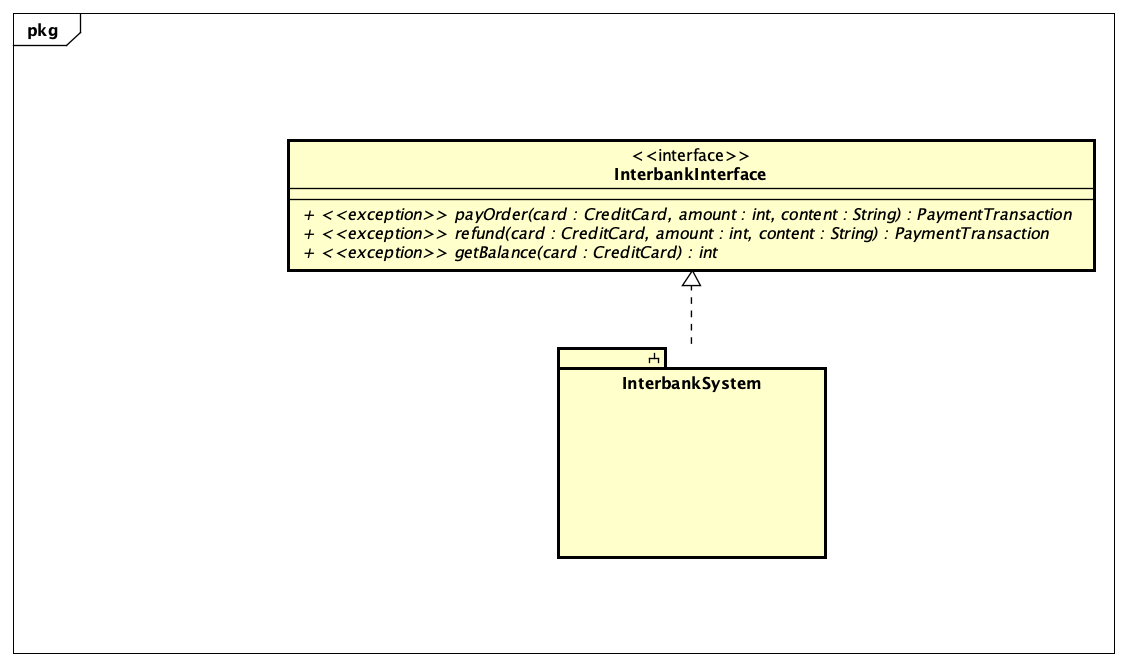 pkg
<<interface>>
InterbankInterface
+ <<exception>> payOrder(card : CreditCard, amount : int, content : String) : PaymentTransaction
+ <<exception>> refund(card : CreditCard, amount : int, content : String) : PaymentTransaction
+ <<exception>> getBalance(card : CreditCard) : int
InterbankSystem